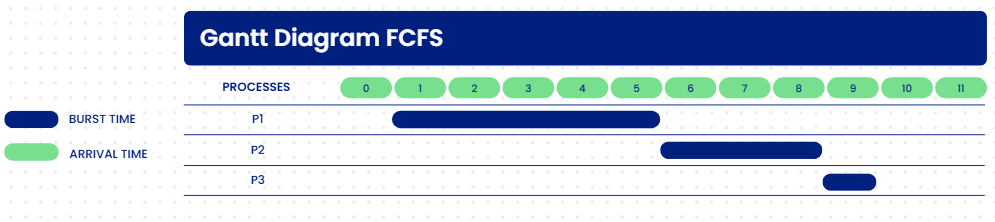 Gantt Diagram FCFS
PROCESSES 0 1 2 3 4 5 6 7 8 9 10 11
BURST TIME
P1
ARRIVAL TIME
P2
P3